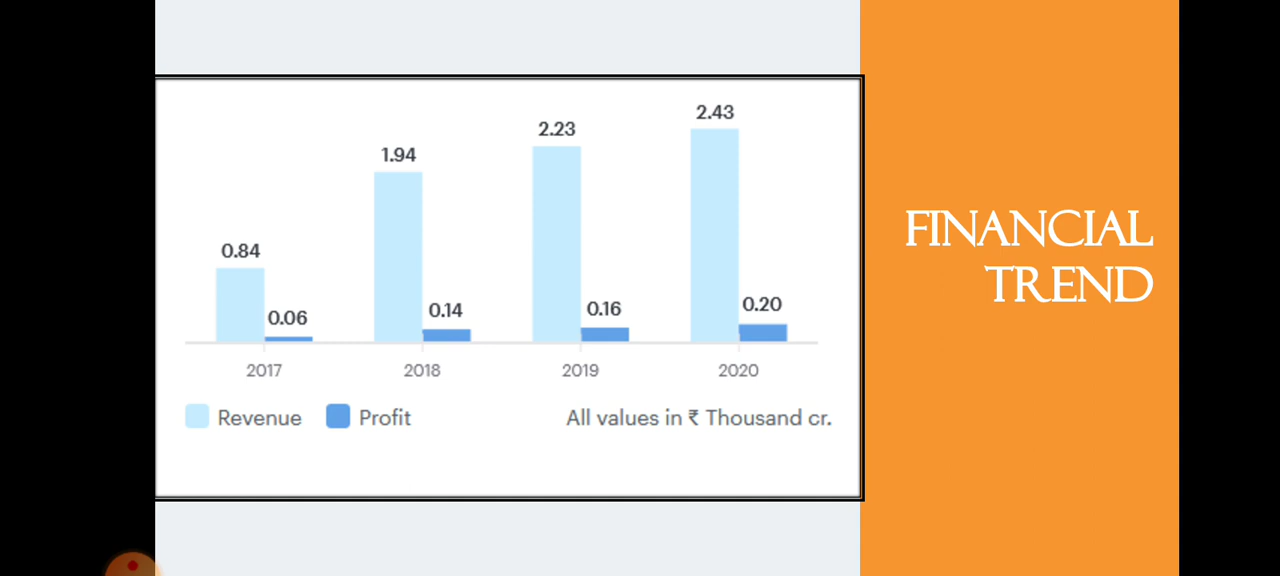 2.43
2.23
1.94
0.84
0.06
0.14
0.16
0.20
2017 2018 2019 2020
Revenue Profit All values in ₹ Thousand cr.
FINANCIAL
TREND